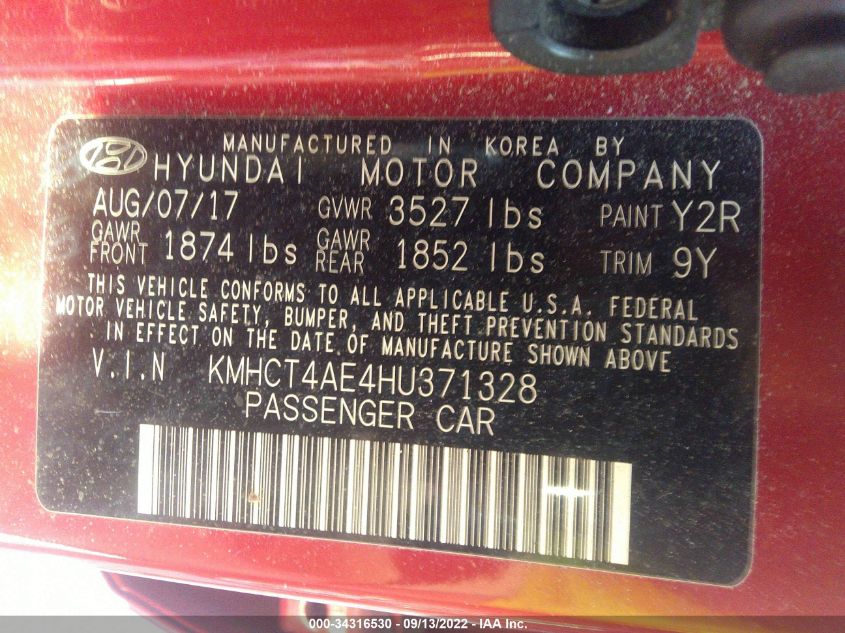 MANUFACTURED IN KOREA BY
HYUNDAI MOTOR COMPANY
AUG/07/17 GVWR 3527 lbs PAINT Y2R
GAWR FRONT 1874 lbs GAWR REAR 1852 lbs TRIM 9Y
THIS VEHICLE CONFORMS TO ALL APPLICABLE U.S.A. FEDERAL
MOTOR VEHICLE SAFETY, BUMPER, AND THEFT PREVENTION STANDARDS
IN EFFECT ON THE DATE OF MANUFACTURE SHOWN ABOVE
V.I.N KMHCT4AE4HU371328
PASSENGER CAR
000-34316530 - 09/13/2022 - IAA Inc.